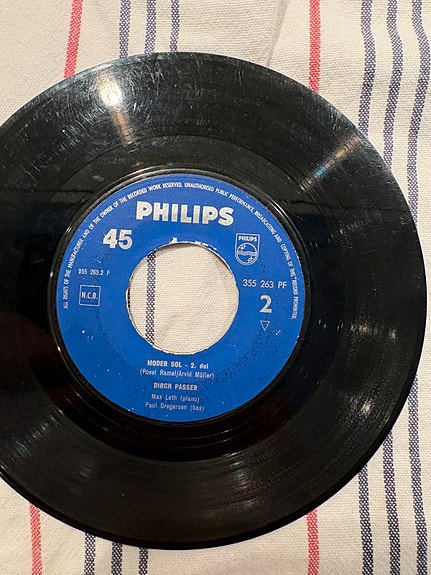 ALL RIGHTS OF THE MANUFACTURER AND OF THE OWNER OF THE RECORDED WORK RESERVED. UNAUTHORISED PUBLIC PERFORMANCE, BROADCASTING AND COPYING OF THIS RECORD PROHIBITED.
PHILIPS
45
PHILIPS
355 263.2 F
355 263 PF
N.C.B.
2
MODER SOL - 2. del
(Povel Ramel/Arvid Müller)
DIRCH PASSER
Max Leth (piano)
Paul Gregersen (bas)